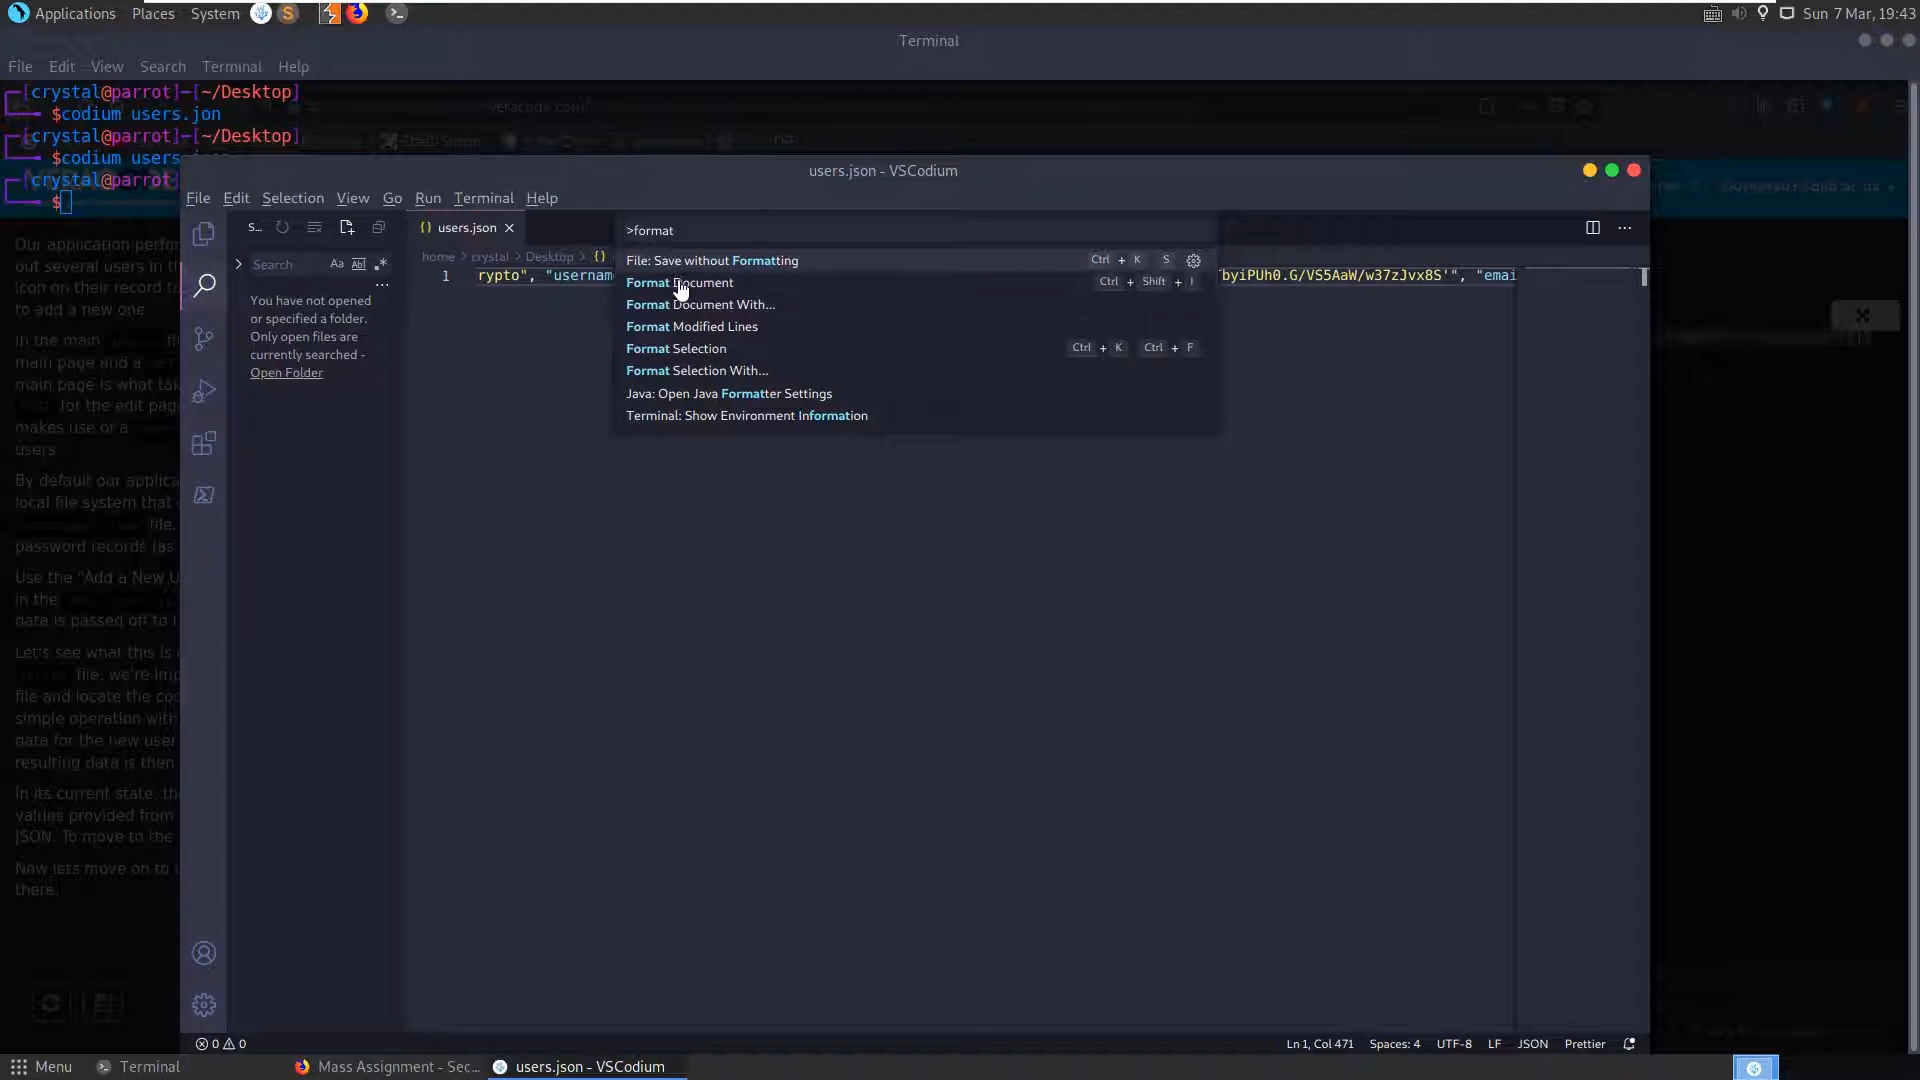 Applications Places System Sun 7 Mar, 19:43
Terminal
File Edit View Search Terminal Help
[crystal@parrot]-[~/Desktop]
$codium users.jon
[crystal@parrot]-[~/Desktop]
$codium users
[crystal@parrot]
$
veracode.com
users.json - VSCodium
File Edit Selection View Go Run Terminal Help
S...
{} users.json
>format
Search Aa Abl .*
home > crystal > Desktop > {}
1 rypto", "usernam byiPUh0.G/VS5AaW/w37zJvx8S'", "emai
File: Save without Formatting Ctrl + K S
Format Document Ctrl + Shift + I
Format Document With...
Format Modified Lines
Format Selection Ctrl + K Ctrl + F
Format Selection With...
Java: Open Java Formatter Settings
Terminal: Show Environment Information
You have not opened
or specified a folder.
Only open files are
currently searched -
Open Folder
Our application perfor
out several users in th
icon on their record to
to add a new one
In the main file
main page and a
main page is what tak
for the edit pag
makes use or a
users
By default our applica
local file system that
file.
password records (as
Use the "Add a New U
in the
data is passed off to
Let's see what this is
file, we're imp
file and locate the coc
simple operation with
data for the new user
resulting data is then
In its current state, th
values provided from
JSON. To move to the
Now lets move on to
there.
0 0 Ln 1, Col 471 Spaces: 4 UTF-8 LF JSON Prettier
Menu Terminal Mass Assignment - Sec... users.json - VSCodium